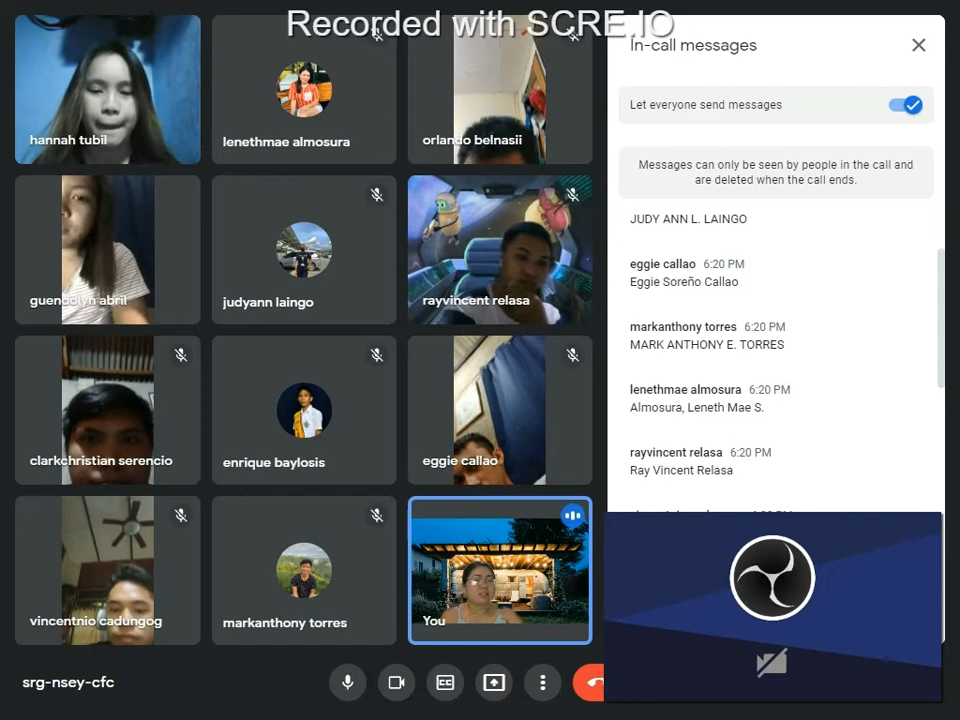 Recorded with SCRE.IO
hannah tubil
lenethmae almosura
orlando belnasii
guendolyn abril
judyann laingo
rayvincent relasa
clarkchristian serencio
enrique baylosis
eggie callao
vincentnio cadungog
markanthony torres
You
srg-nsey-cfc
In-call messages
Let everyone send messages
Messages can only be seen by people in the call and
are deleted when the call ends.
JUDY ANN L. LAINGO
eggie callao 6:20 PM
Eggie Soreño Callao
markanthony torres 6:20 PM
MARK ANTHONY E. TORRES
lenethmae almosura 6:20 PM
Almosura, Leneth Mae S.
rayvincent relasa 6:20 PM
Ray Vincent Relasa